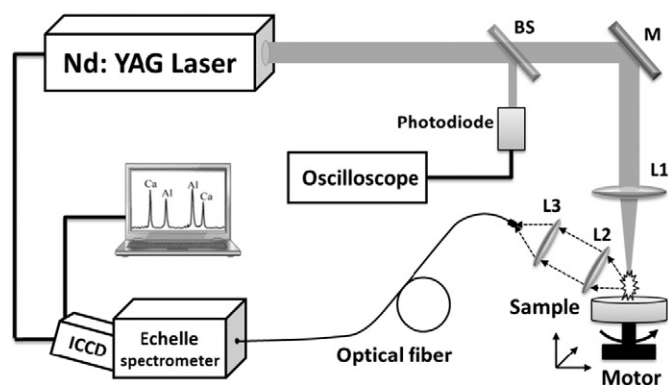 BS
M
Nd: YAG Laser
Photodiode
Oscilloscope
L1
Ca
Al
Al
Ca
L3
L2
Sample
ICCD
Echelle
spectrometer
Optical fiber
Motor